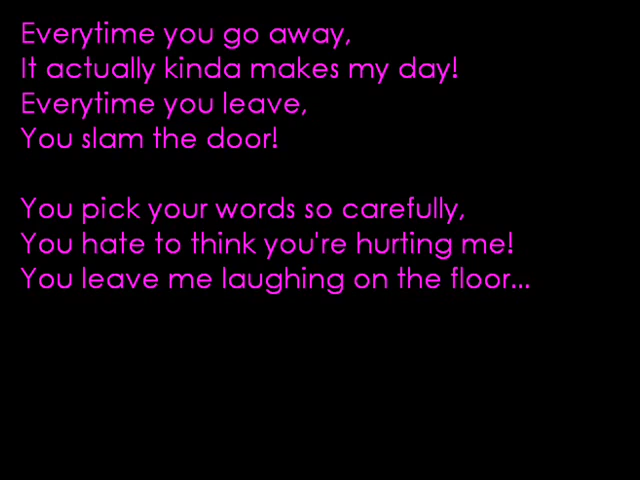 Everytime you go away,
It actually kinda makes my day!
Everytime you leave,
You slam the door!
You pick your words so carefully,
You hate to think you're hurting me!
You leave me laughing on the floor...